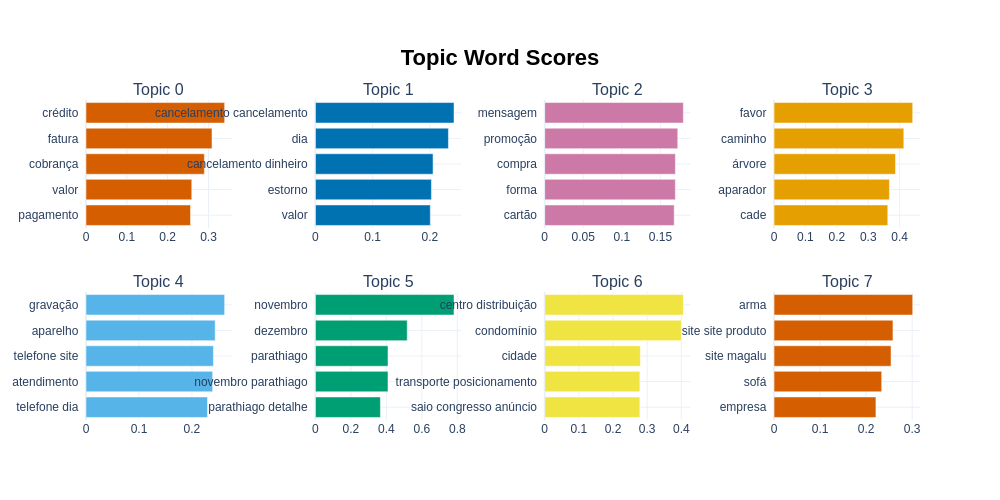 Topic Word Scores
Topic 0
crédito
fatura
cobrança
valor
pagamento
0 0.1 0.2 0.3
Topic 1
cancelamento cancelamento
dia
cancelamento dinheiro
estorno
valor
0 0.1 0.2
Topic 2
mensagem
promoção
compra
forma
cartão
0 0.05 0.1 0.15
Topic 3
favor
caminho
árvore
aparador
cade
0 0.1 0.2 0.3 0.4
Topic 4
gravação
aparelho
telefone site
atendimento
telefone dia
0 0.1 0.2
Topic 5
novembro
dezembro
parathiago
novembro parathiago
parathiago detalhe
0 0.2 0.4 0.6 0.8
Topic 6
centro distribuição
condomínio
cidade
transporte posicionamento
saio congresso anúncio
0 0.1 0.2 0.3 0.4
Topic 7
arma
site site produto
site magalu
sofá
empresa
0 0.1 0.2 0.3